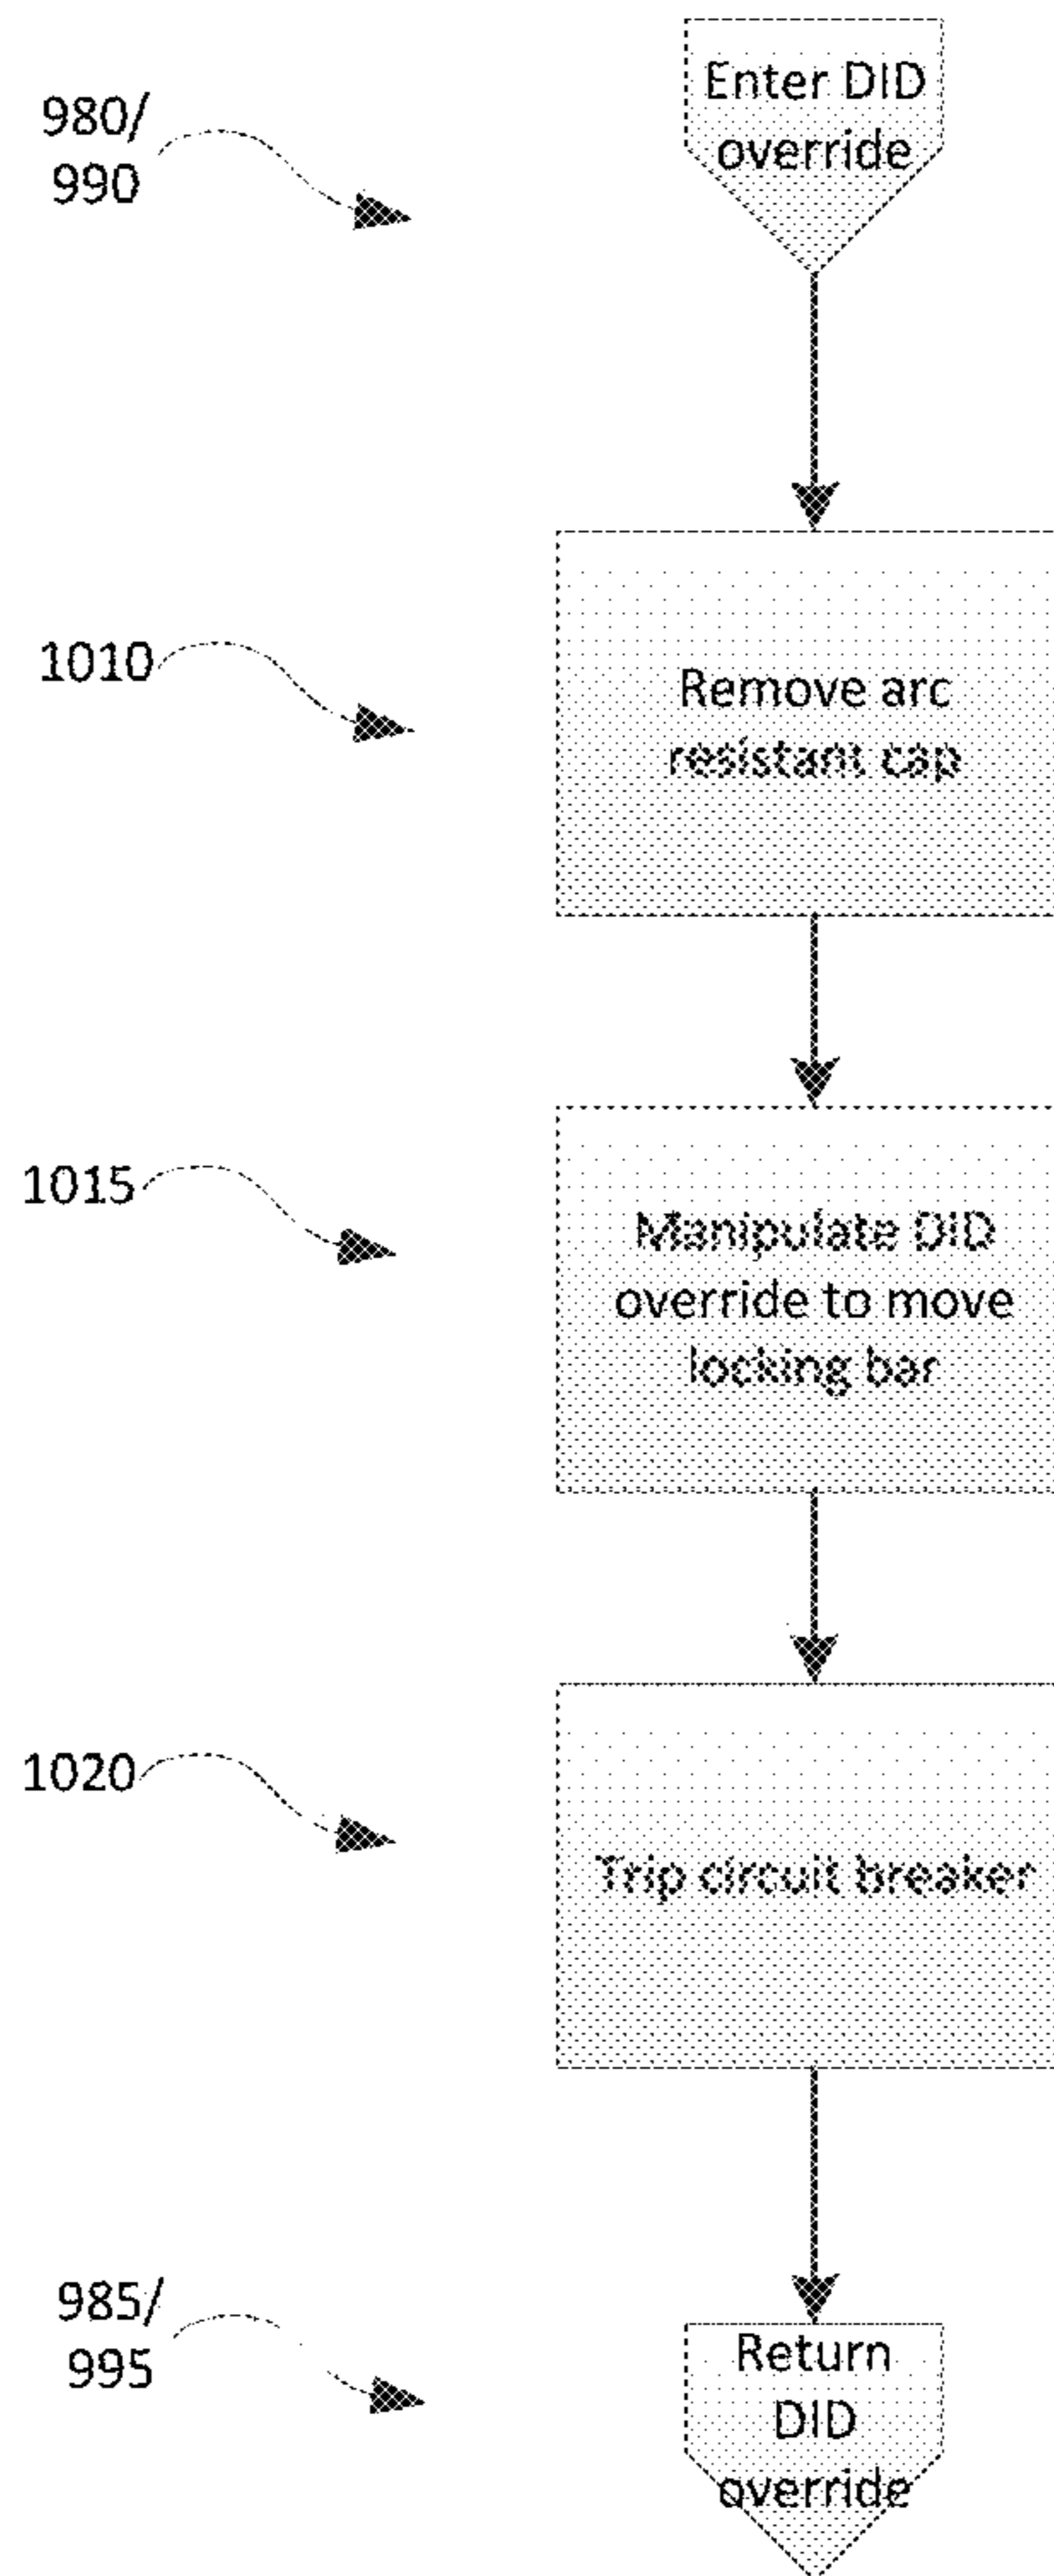 980/
990
Enter DID
override
1010
Remove arc
resistant cap
1015
Manipulate DID
override to move
locking bar
1020
Trip circuit breaker
985/
995
Return
DID
override